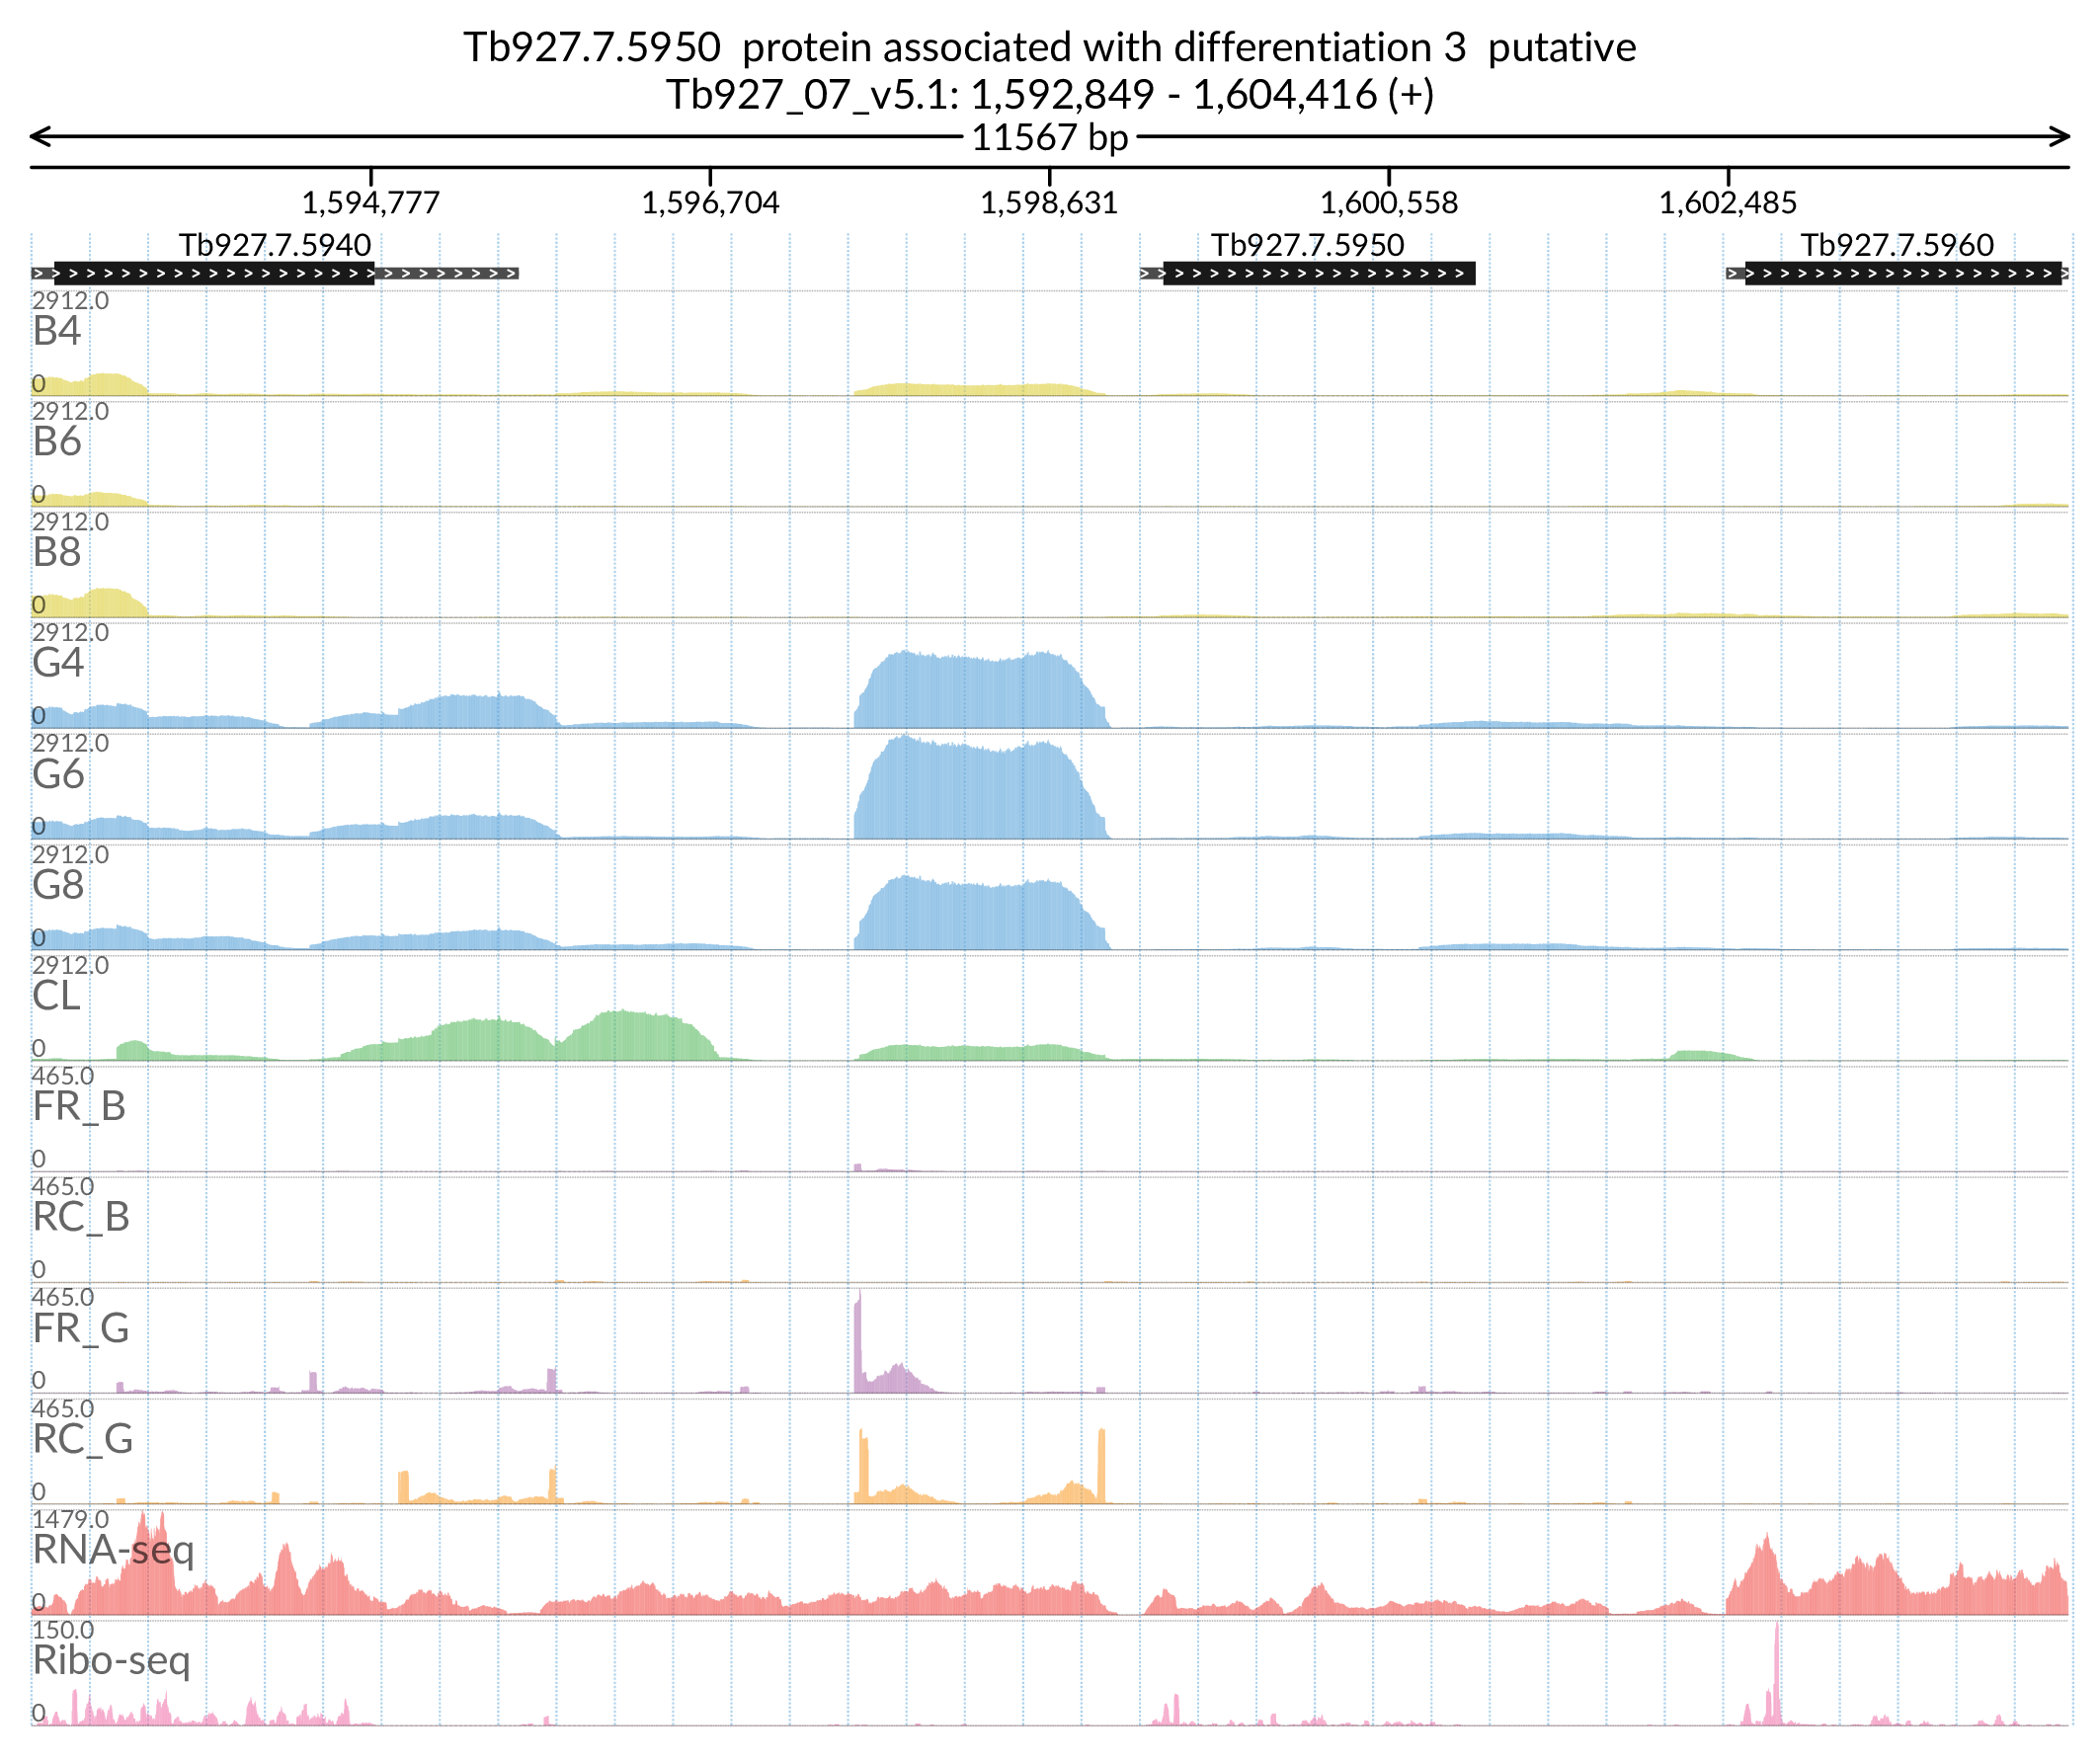 Tb927.7.5950 protein associated with differentiation 3 putative
Tb927_07_v5.1: 1,592,849 - 1,604,416 (+)
11567 bp
1,594,777 1,596,704 1,598,631 1,600,558 1,602,485
Tb927.7.5940 Tb927.7.5950 Tb927.7.5960
2912.0
B4
0
2912.0
B6
0
2912.0
B8
0
2912.0
G4
0
2912.0
G6
0
2912.0
G8
0
2912.0
CL
0
465.0
FR_B
0
465.0
RC_B
0
465.0
FR_G
0
465.0
RC_G
0
1479.0
RNA-seq
0
150.0
Ribo-seq
0